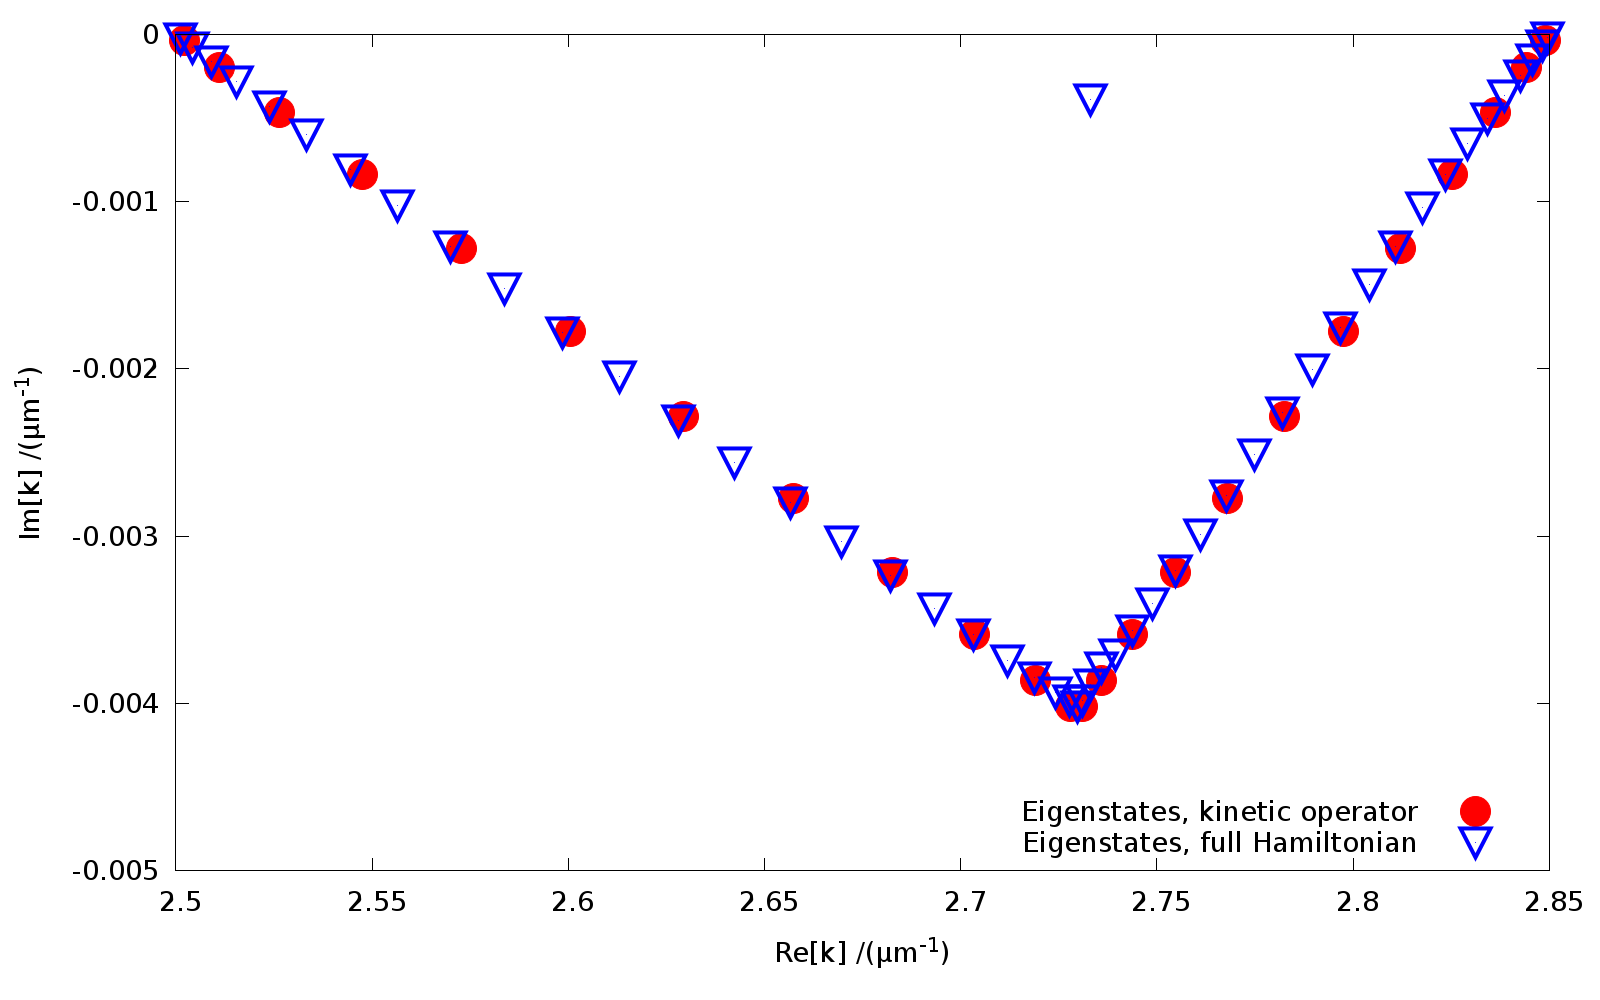 0
-0.001
-0.002
-0.003
-0.004
-0.005
Im[k] /(µm-1)
Eigenstates, kinetic operator
Eigenstates, full Hamiltonian
2.5 2.55 2.6 2.65 2.7 2.75 2.8 2.85
Re[k] /(µm-1)